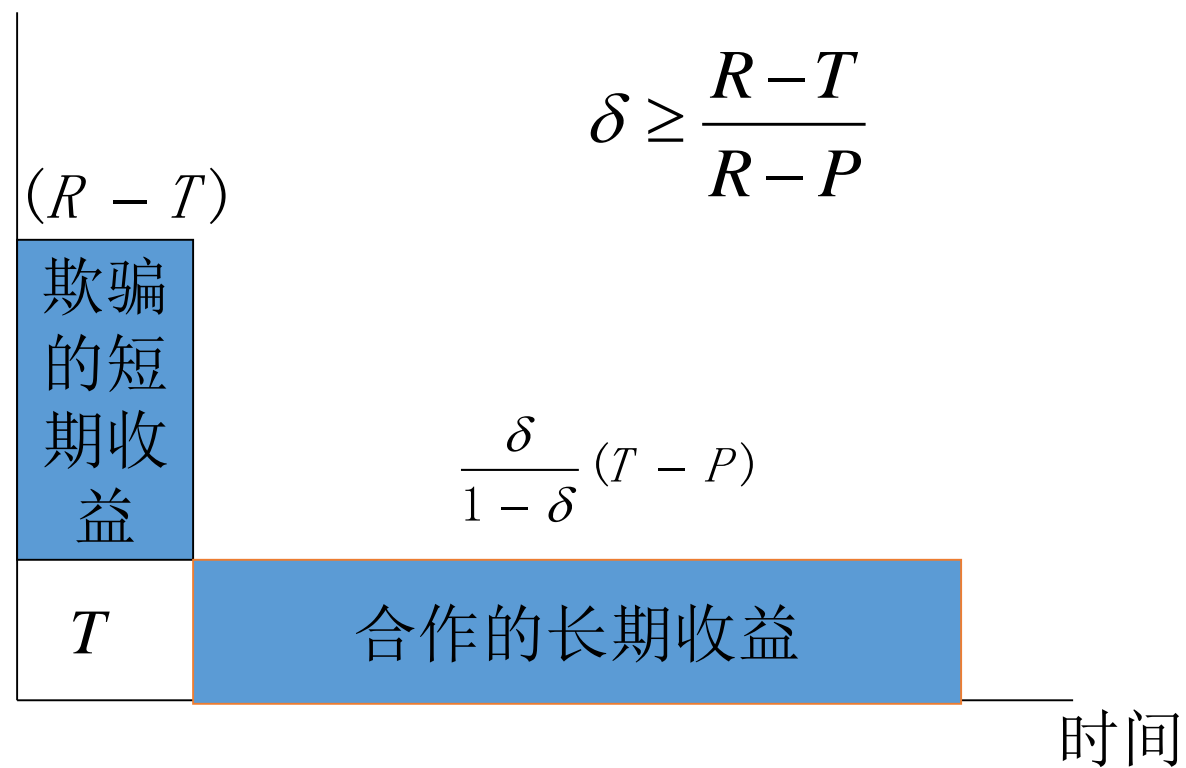 δ ≥ (R − T) / (R − P)
(R − T)
欺骗
的短
期收
益
δ / (1 − δ) (T − P)
T
合作的长期收益
时间